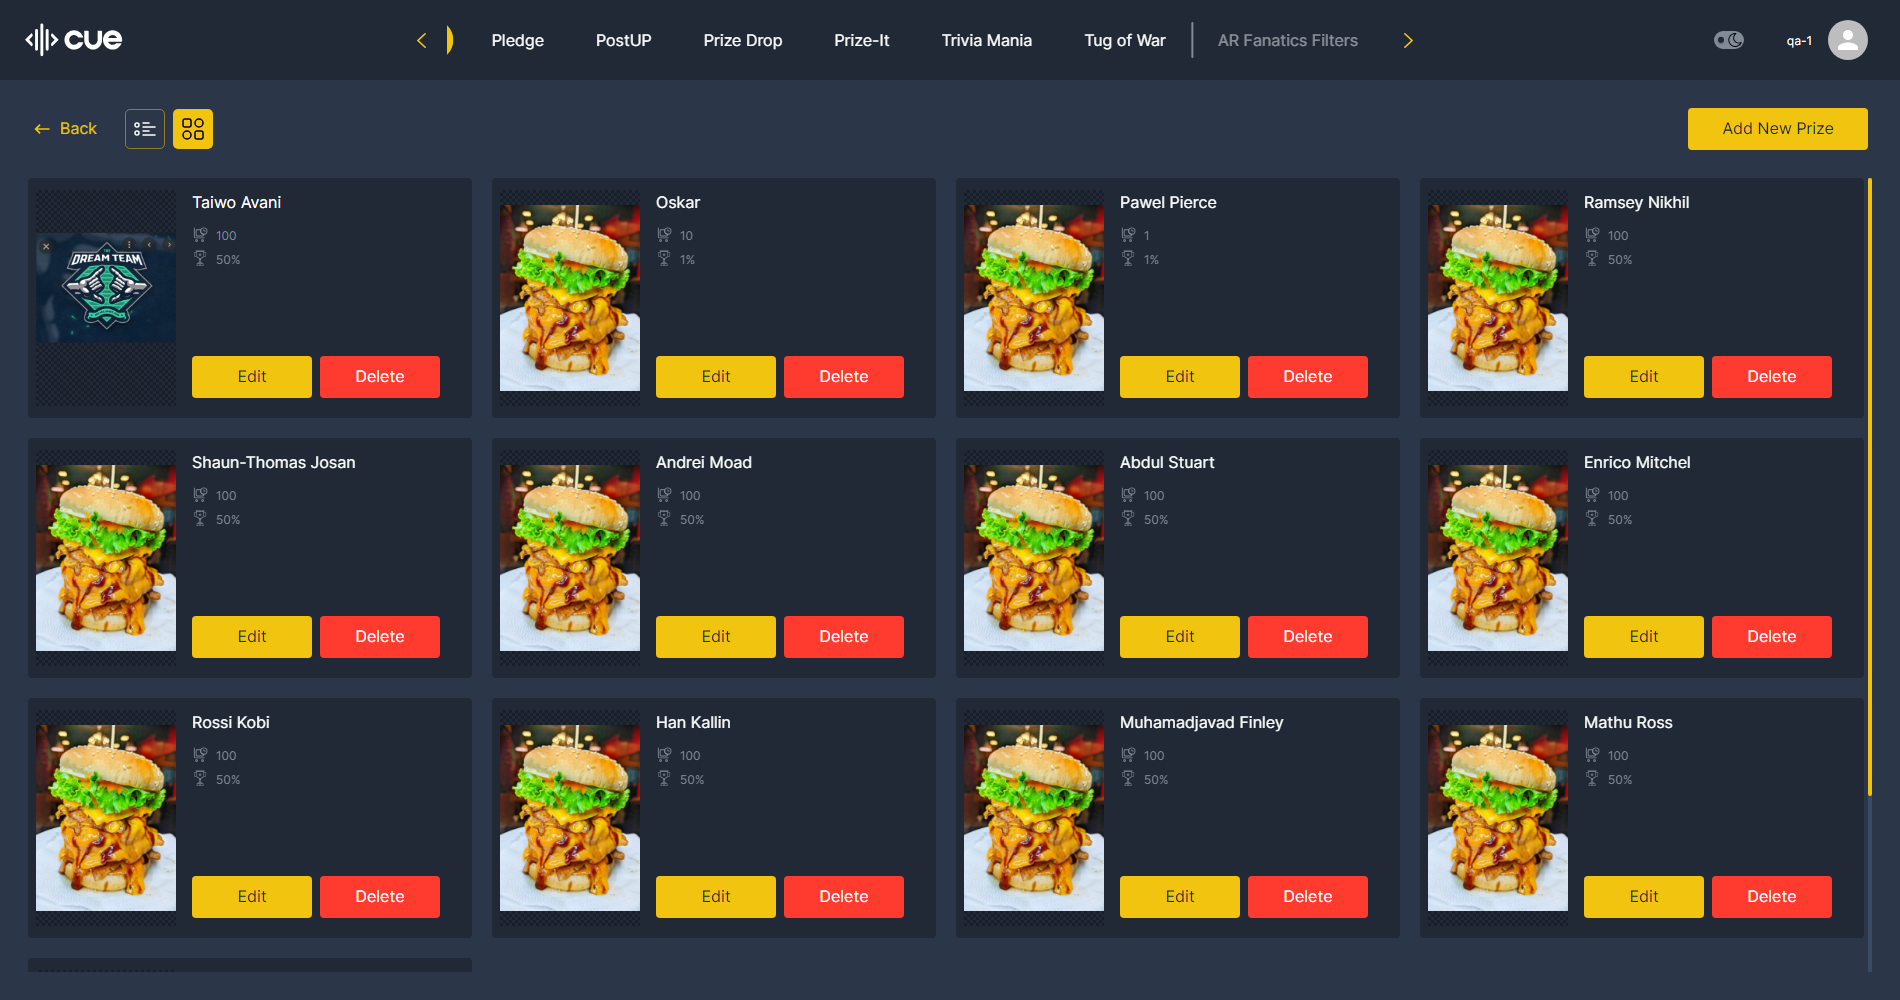 cue
Pledge
PostUP
Prize Drop
Prize-It
Trivia Mania
Tug of War
AR Fanatics Filters
qa-1
Back
Add New Prize
Taiwo Avani
100
50%
DREAM TEAM
Edit
Delete
Oskar
10
1%
Edit
Delete
Pawel Pierce
1
1%
Edit
Delete
Ramsey Nikhil
100
50%
Edit
Delete
Shaun-Thomas Josan
100
50%
Edit
Delete
Andrei Moad
100
50%
Edit
Delete
Abdul Stuart
100
50%
Edit
Delete
Enrico Mitchel
100
50%
Edit
Delete
Rossi Kobi
100
50%
Edit
Delete
Han Kallin
100
50%
Edit
Delete
Muhamadjavad Finley
100
50%
Edit
Delete
Mathu Ross
100
50%
Edit
Delete